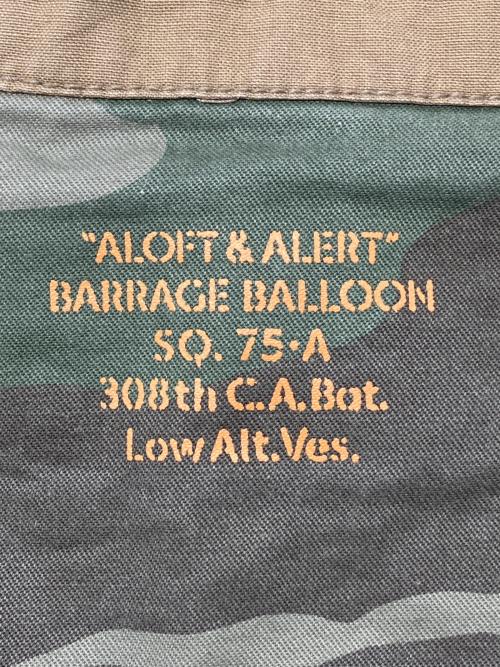 "ALOFT & ALERT"
BARRAGE BALLOON
SQ. 75·A
308th C.A.Bat.
Low Alt.Ves.